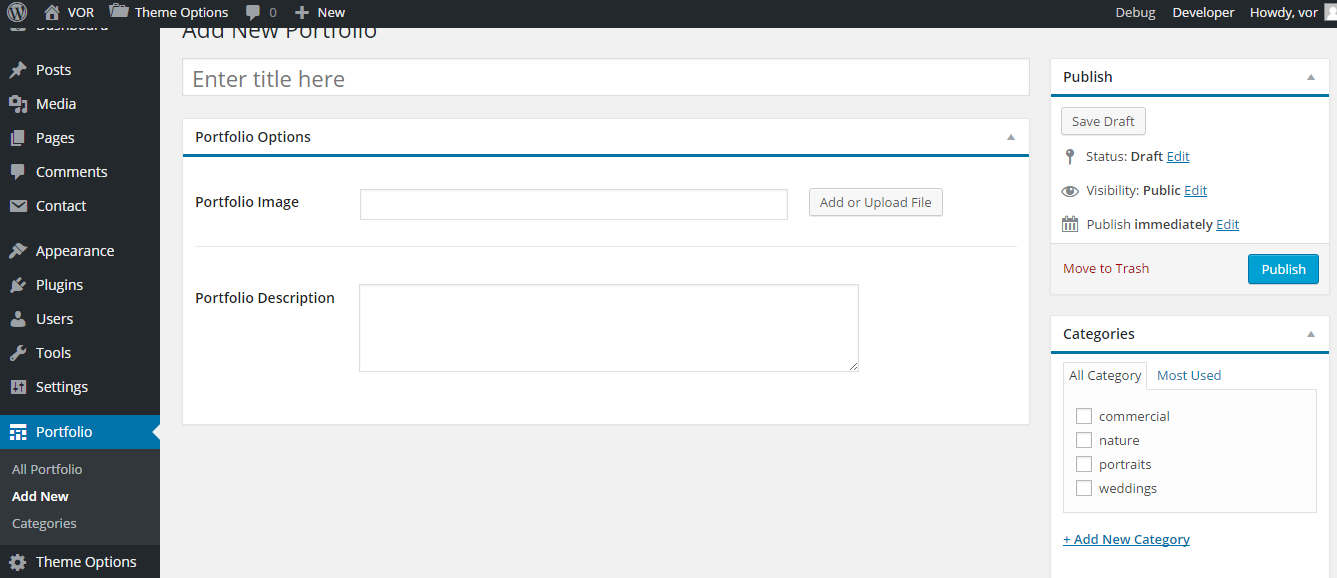 VOR Theme Options 0 New Debug Developer Howdy, vor
Dashboard
Posts
Media
Pages
Comments
Contact
Appearance
Plugins
Users
Tools
Settings
Portfolio
All Portfolio
Add New
Categories
Theme Options
Add New Portfolio
Enter title here
Portfolio Options
Portfolio Image Add or Upload File
Portfolio Description
Publish
Save Draft
Status: Draft Edit
Visibility: Public Edit
Publish immediately Edit
Move to Trash Publish
Categories
All Category Most Used
commercial
nature
portraits
weddings
+ Add New Category